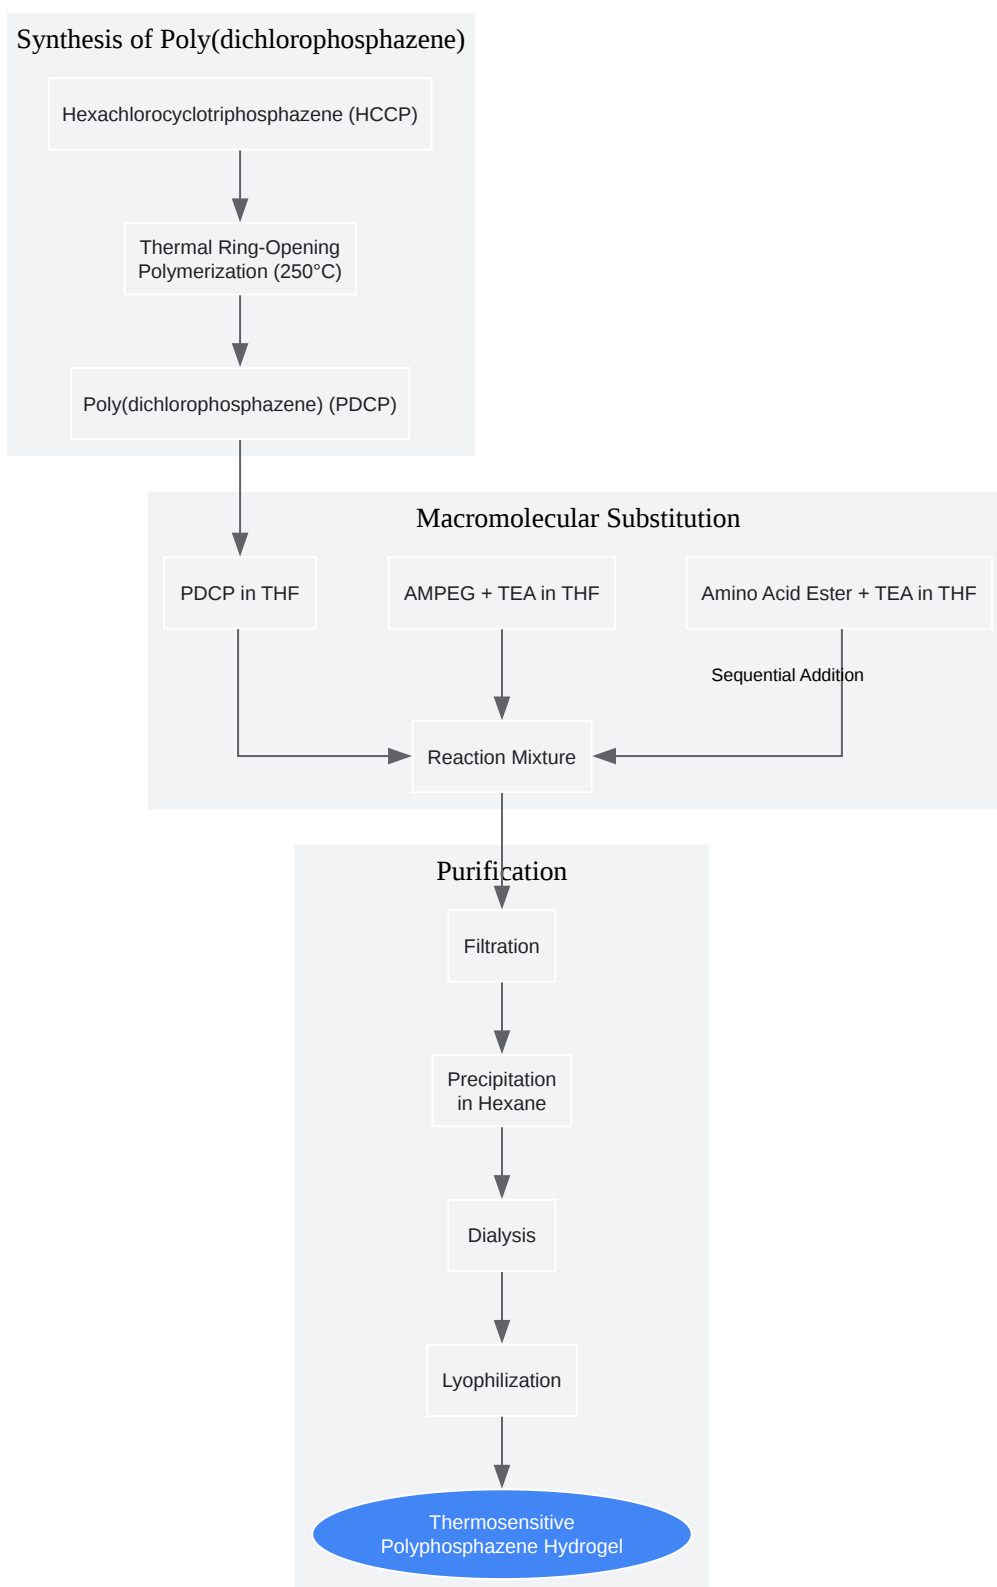 Synthesis of Poly(dichlorophosphazene)
Hexachlorocyclotriphosphazene (HCCP)
Thermal Ring-Opening
Polymerization (250°C)
Poly(dichlorophosphazene) (PDCP)
Macromolecular Substitution
PDCP in THF
AMPEG + TEA in THF
Amino Acid Ester + TEA in THF
Sequential Addition
Reaction Mixture
Purification
Filtration
Precipitation
in Hexane
Dialysis
Lyophilization
Thermosensitive
Polyphosphazene Hydrogel